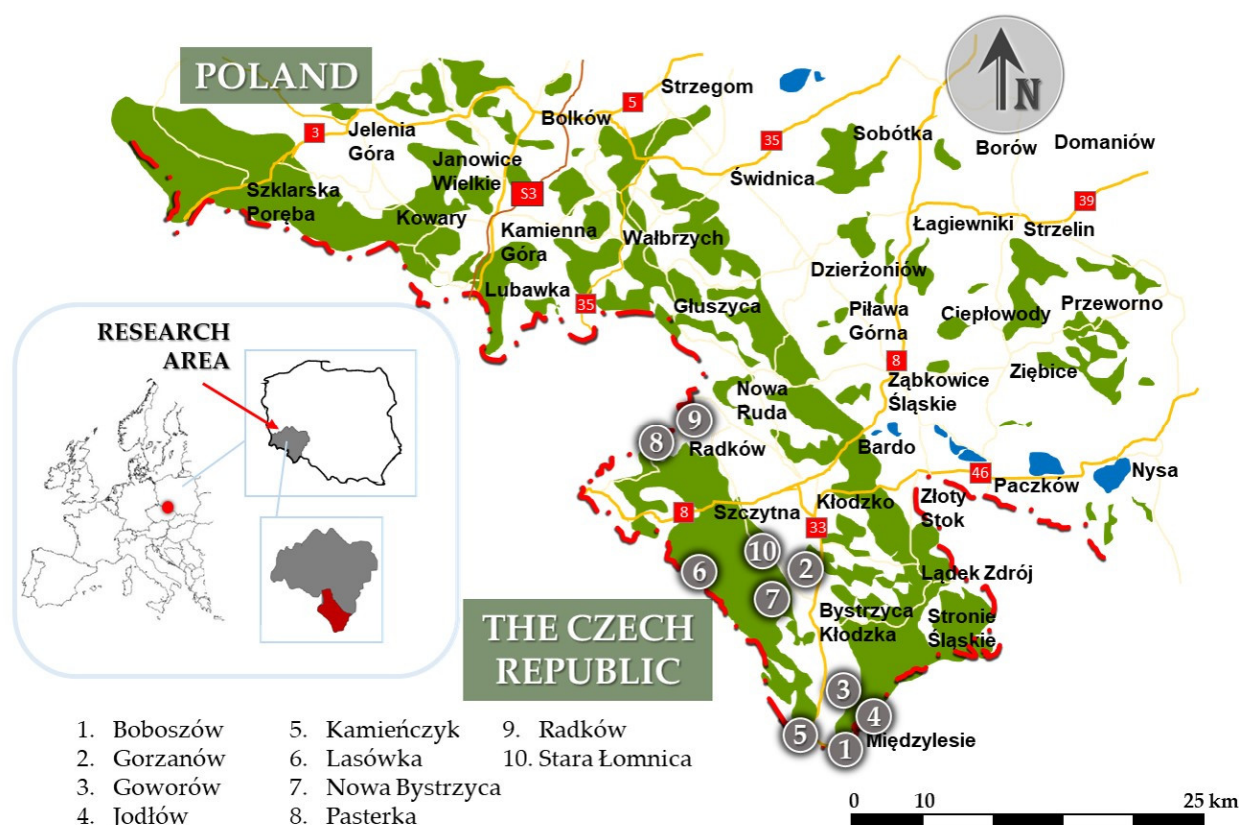 POLAND
N
Strzegom
5
Bolków
3
Jelenia
Góra
35
Sobótka
Borów
Domaniów
Janowice
Wielkie
S3
Świdnica
Szklarska
Poręba
39
Kowary
Kamienna
Góra
Wałbrzych
Łagiewniki
Strzelin
Dzierżoniów
Lubawka
35
Głuszyca
Piława
Górna
Ciepłowody
Przeworno
RESEARCH
AREA
8
Ząbkowice
Śląskie
Ziębice
Nowa
Ruda
9
8
Radków
Bardo
46
Nysa
Paczków
Kłodzko
Złoty
Stok
8
Szczytna
33
10
2
6
7
Lądek Zdrój
Bystrzyca
Kłodzka
Stronie
Śląskie
THE CZECH
REPUBLIC
3
4
5
1
Międzylesie
1. Boboszów
2. Gorzanów
3. Goworów
4. Jodłów
5. Kamieńczyk
6. Lasówka
7. Nowa Bystrzyca
8. Pasterka
9. Radków
10. Stara Łomnica
0 10 25 km